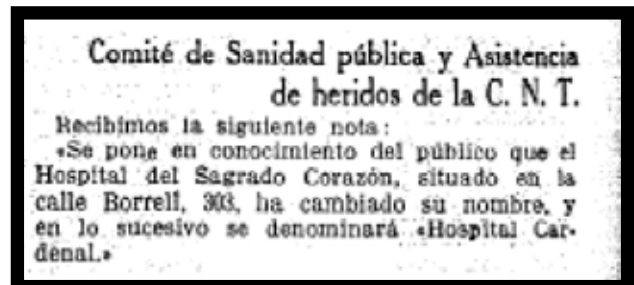 Comité de Sanidad pública y Asistencia
de heridos de la C. N. T.
Recibimos la siguiente nota:
«Se pone en conocimiento del público que el
Hospital del Sagrado Corazón, situado en la
calle Borrell, 303, ha cambiado su nombre, y
en lo sucesivo se denominará «Hospital Car-
denal.»